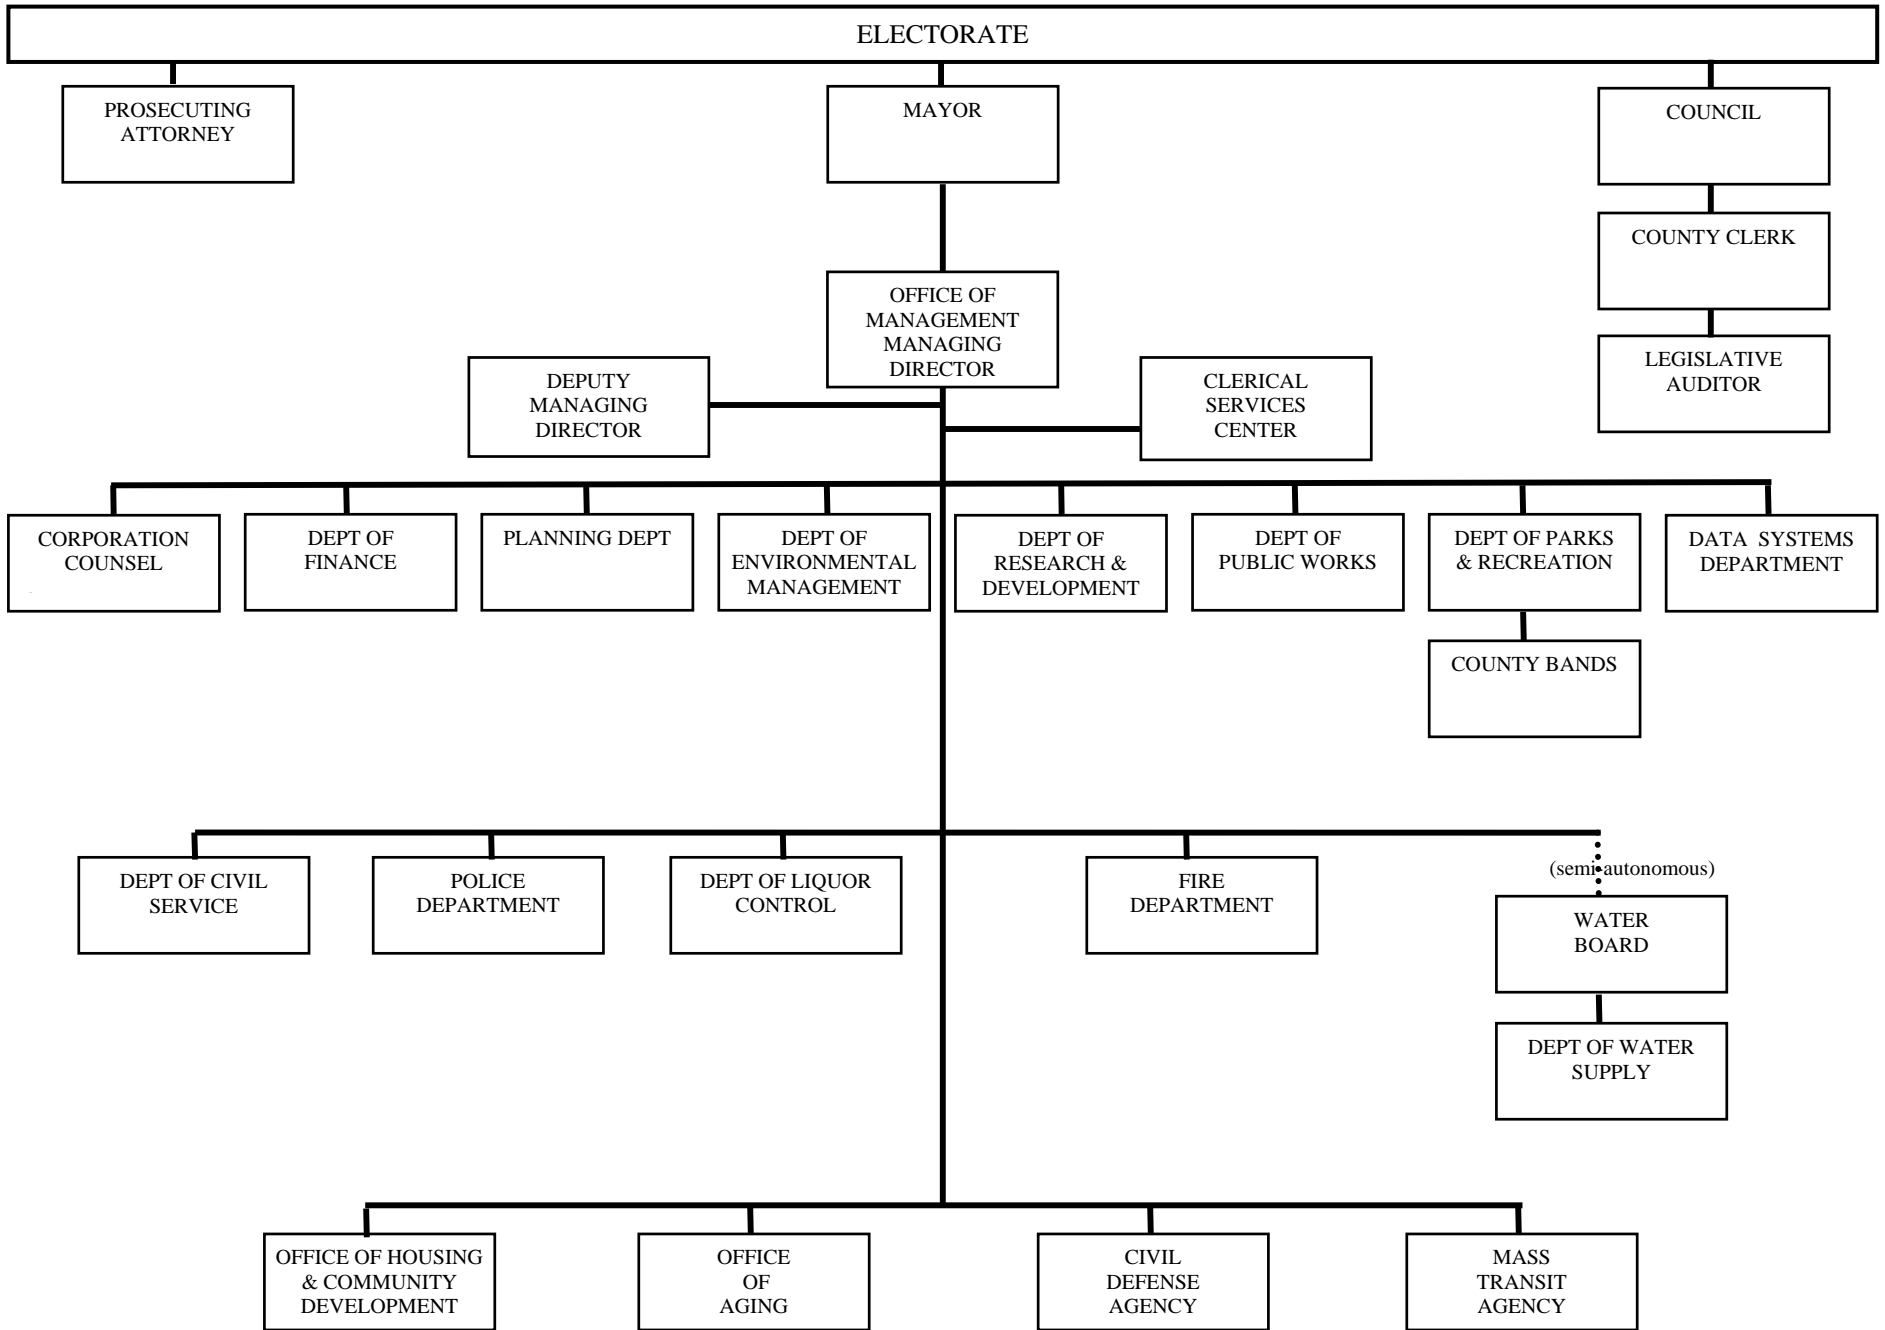 ELECTORATE
PROSECUTING
ATTORNEY
MAYOR
COUNCIL
COUNTY CLERK
OFFICE OF
MANAGEMENT
MANAGING
DIRECTOR
LEGISLATIVE
AUDITOR
DEPUTY
MANAGING
DIRECTOR
CLERICAL
SERVICES
CENTER
CORPORATION
COUNSEL
DEPT OF
FINANCE
PLANNING DEPT
DEPT OF
ENVIRONMENTAL
MANAGEMENT
DEPT OF
RESEARCH &
DEVELOPMENT
DEPT OF
PUBLIC WORKS
DEPT OF PARKS
& RECREATION
DATA SYSTEMS
DEPARTMENT
COUNTY BANDS
DEPT OF CIVIL
SERVICE
POLICE
DEPARTMENT
DEPT OF LIQUOR
CONTROL
FIRE
DEPARTMENT
(semi-autonomous)
WATER
BOARD
DEPT OF WATER
SUPPLY
OFFICE OF HOUSING
& COMMUNITY
DEVELOPMENT
OFFICE
OF
AGING
CIVIL
DEFENSE
AGENCY
MASS
TRANSIT
AGENCY